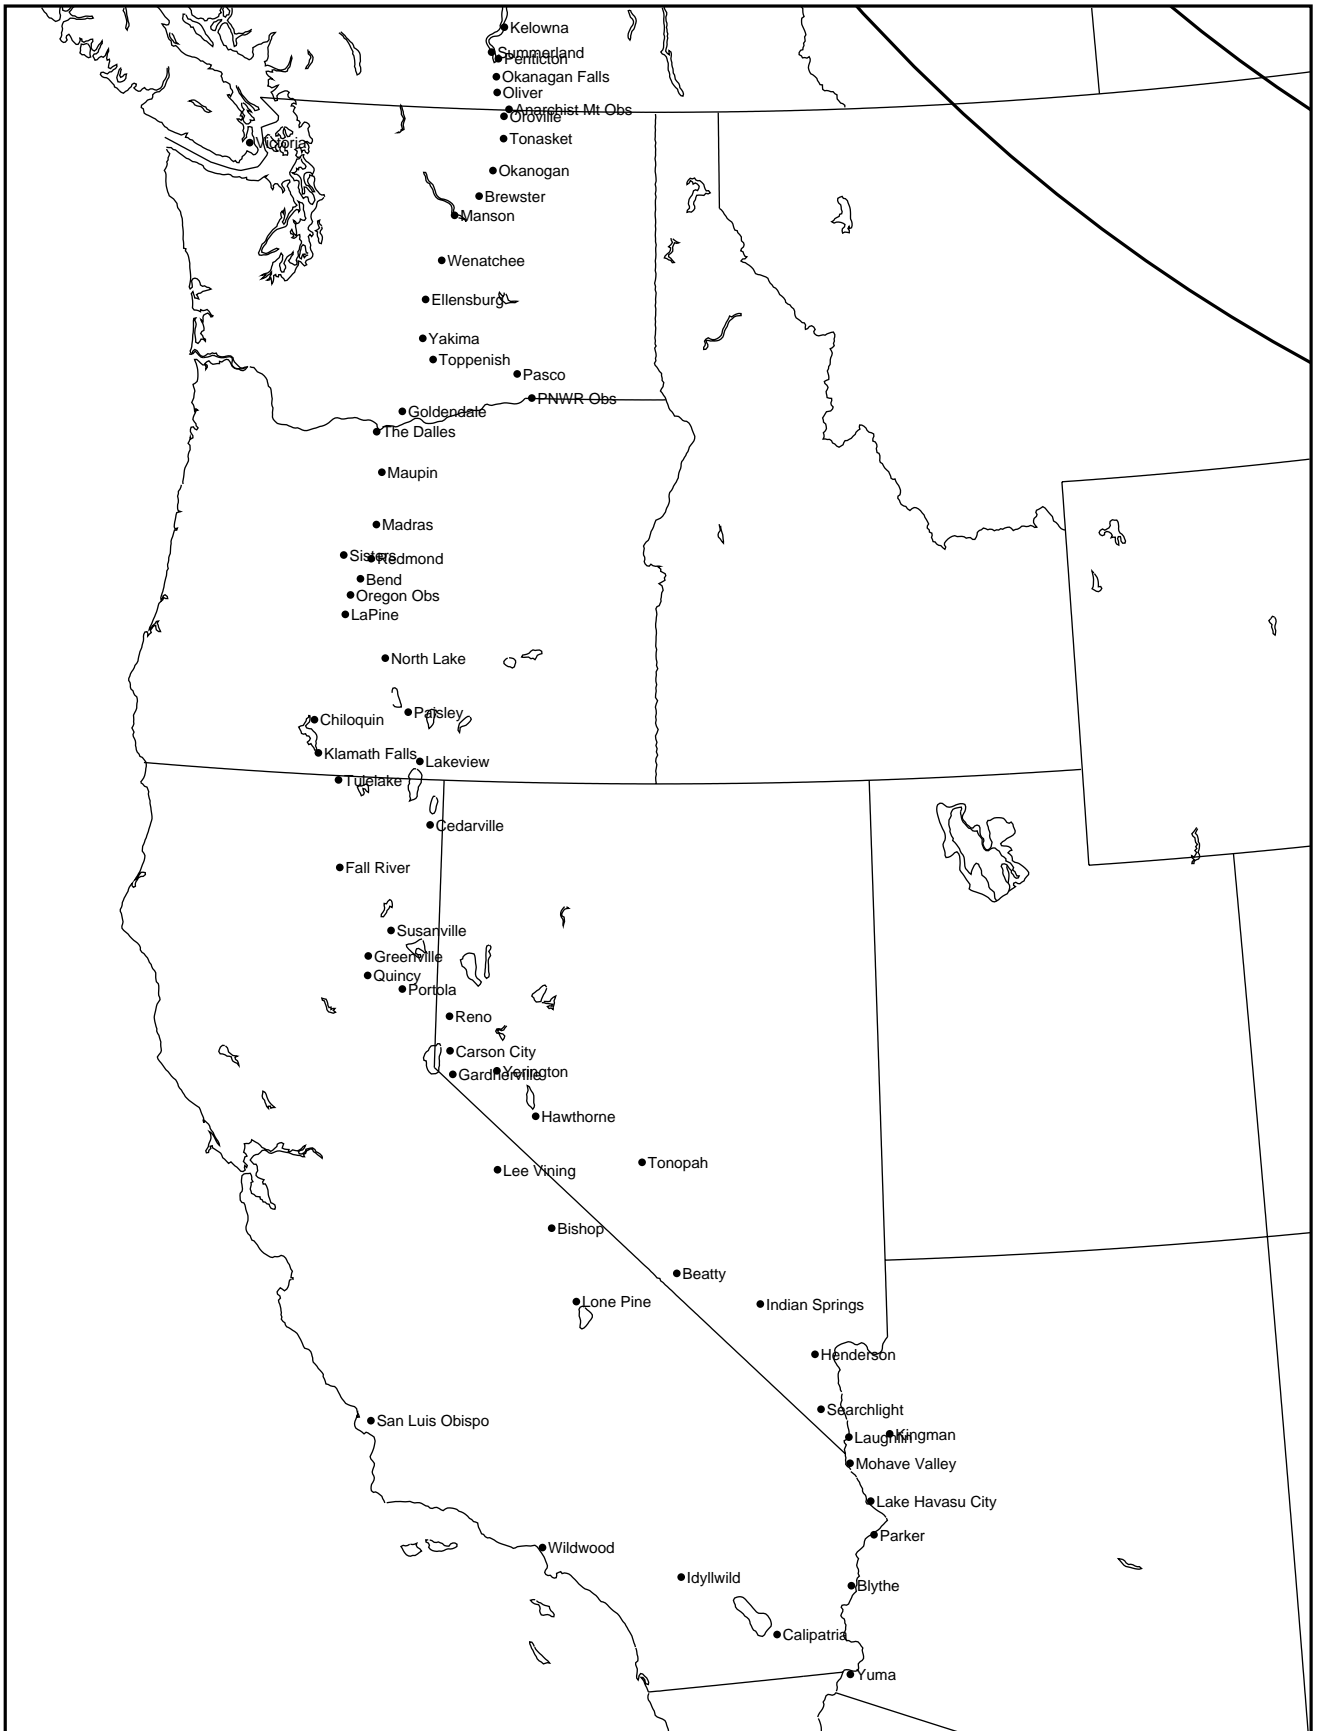 Kelowna
Summerland
Penticton
Okanagan Falls
Oliver
Anarchist Mt Obs
Oroville
Tonasket
Victoria
Okanogan
Brewster
Manson
Wenatchee
Ellensburg
Yakima
Toppenish
Pasco
PNWR Obs
Goldendale
The Dalles
Maupin
Madras
Sisters
Redmond
Bend
Oregon Obs
LaPine
North Lake
Paisley
Chiloquin
Klamath Falls
Lakeview
Tulelake
Cedarville
Fall River
Susanville
Greenville
Quincy
Portola
Reno
Carson City
Yerington
Gardnerville
Hawthorne
Tonopah
Lee Vining
Bishop
Beatty
Lone Pine
Indian Springs
Henderson
Searchlight
San Luis Obispo
Kingman
Laughlin
Mohave Valley
Lake Havasu City
Parker
Wildwood
Idyllwild
Blythe
Calipatria
Yuma